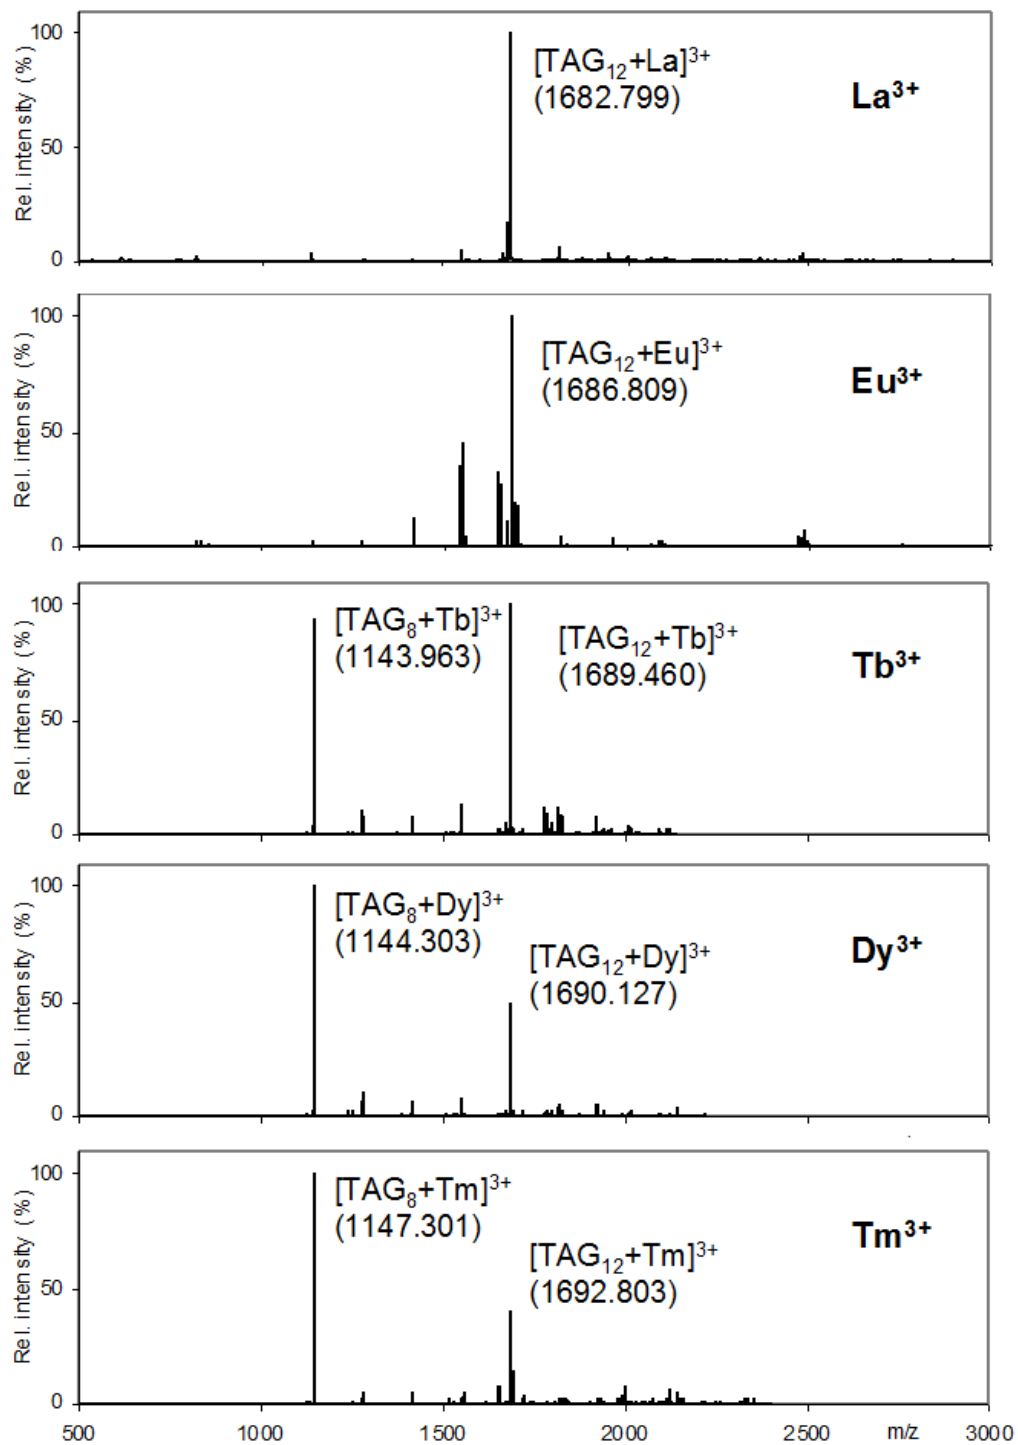 Rel. intensity (%)
100
50
0
[TAG₁₂+La]³⁺
(1682.799)
La³⁺
Rel. intensity (%)
100
50
0
[TAG₁₂+Eu]³⁺
(1686.809)
Eu³⁺
Rel. intensity (%)
100
50
0
[TAG₈+Tb]³⁺
(1143.963)
[TAG₁₂+Tb]³⁺
(1689.460)
Tb³⁺
Rel. intensity (%)
100
50
0
[TAG₈+Dy]³⁺
(1144.303)
[TAG₁₂+Dy]³⁺
(1690.127)
Dy³⁺
Rel. intensity (%)
100
50
0
[TAG₈+Tm]³⁺
(1147.301)
[TAG₁₂+Tm]³⁺
(1692.803)
Tm³⁺
500 1000 1500 2000 2500 m/z 3000